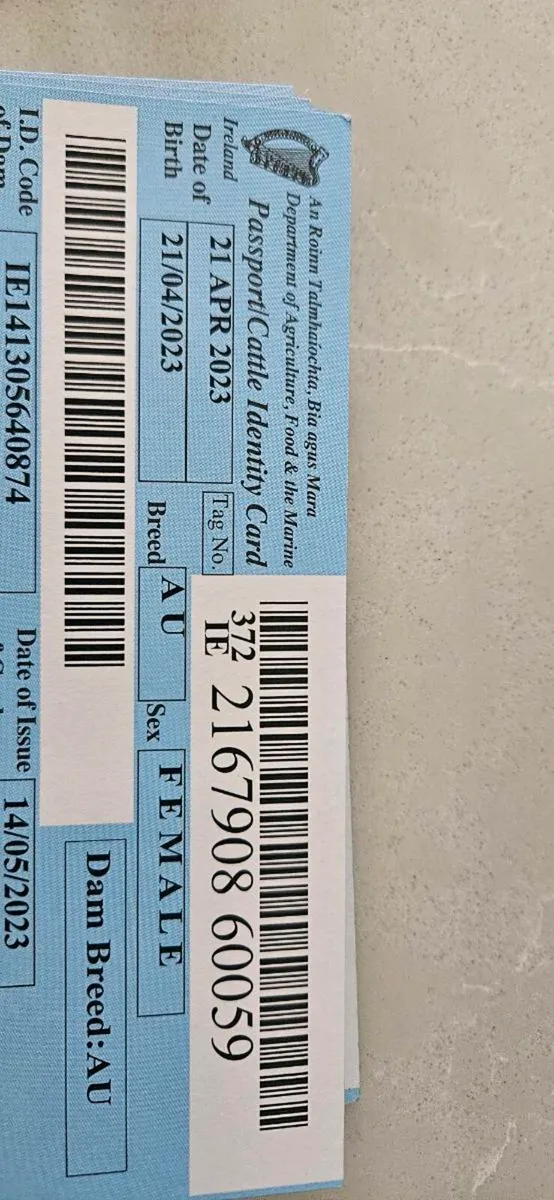 An Roinn Talmhaíochta, Bia agus Mara
Department of Agriculture, Food & the Marine
Ireland
Passport/Cattle Identity Card
Date of Birth
21 APR 2023
21/04/2023
Tag No.
372
IE
2167908 60059
Breed
AU
Sex
FEMALE
Dam Breed: AU
I.D. Code
of Dam
IE141305640874
Date of Issue
14/05/2023